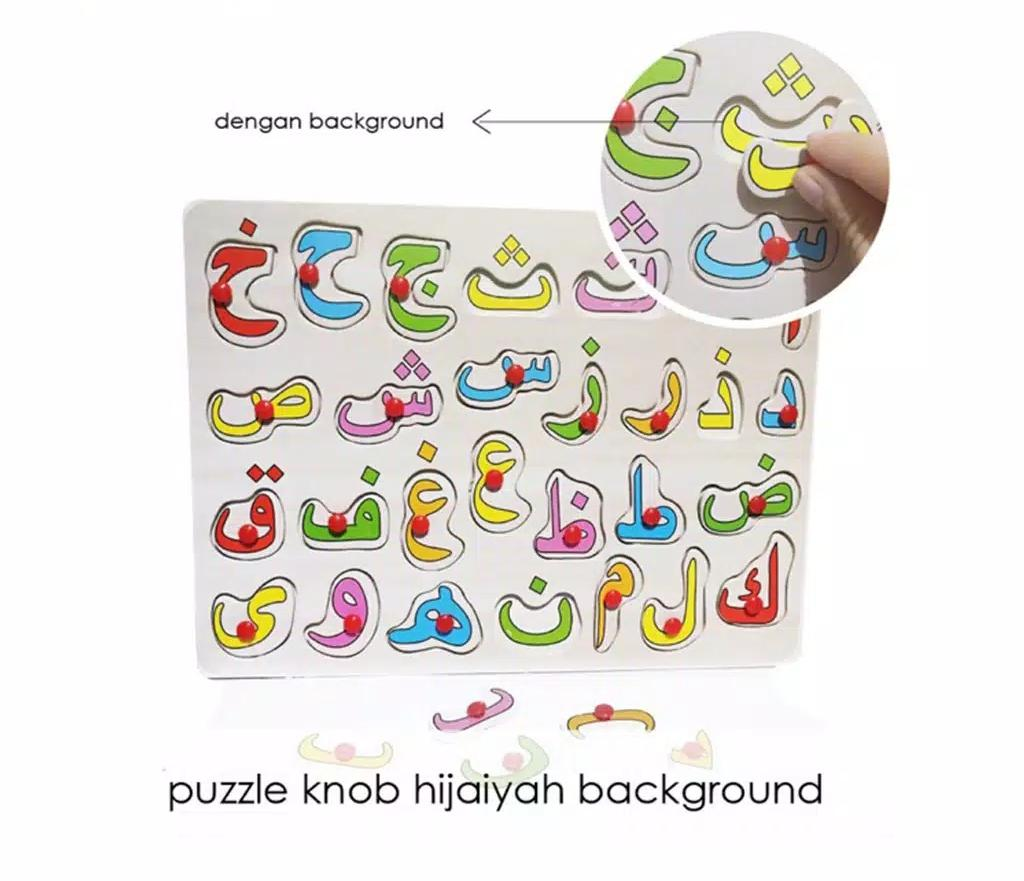 dengan background
ث ج
س
ث ج ح خ
د ذ ر ز س ش ص
ض ط ظ ع غ ف ق
ك ل م ن ه و ى
puzzle knob hijaiyah background